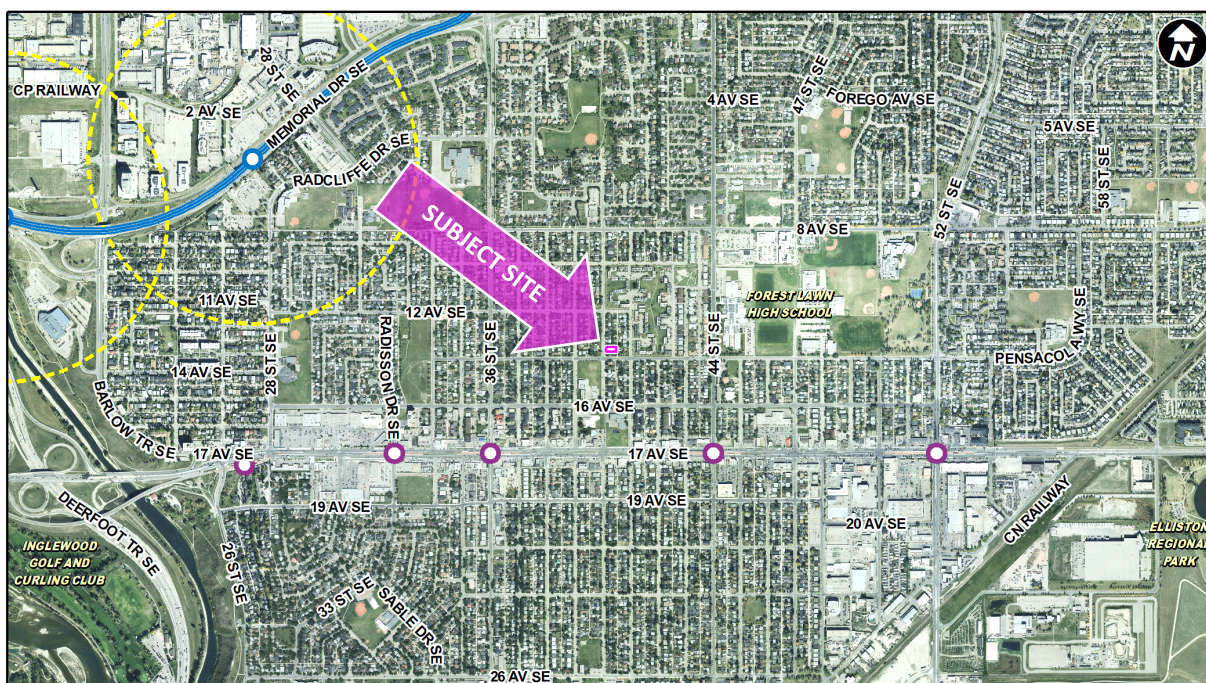 N
28 ST SE
CP RAILWAY
2 AV SE
MEMORIAL DR SE
4 AV SE
47 ST SE
FOREGO AV SE
5 AV SE
RADCLIFFE DR SE
58 ST SE
52 ST SE
SUBJECT SITE
8 AV SE
11 AV SE
12 AV SE
FOREST LAWN
HIGH SCHOOL
RADISSON DR SE
36 ST SE
44 ST SE
PENSACOLA WY SE
14 AV SE
28 ST SE
BARLOW TR SE
16 AV SE
17 AV SE
17 AV SE
19 AV SE
19 AV SE
20 AV SE
CN RAILWAY
DEERFOOT TR SE
INGLEWOOD
GOLF AND
CURLING CLUB
26 ST SE
33 ST SE
SABLE DR SE
ELLISTON
REGIONAL
PARK
26 AV SE